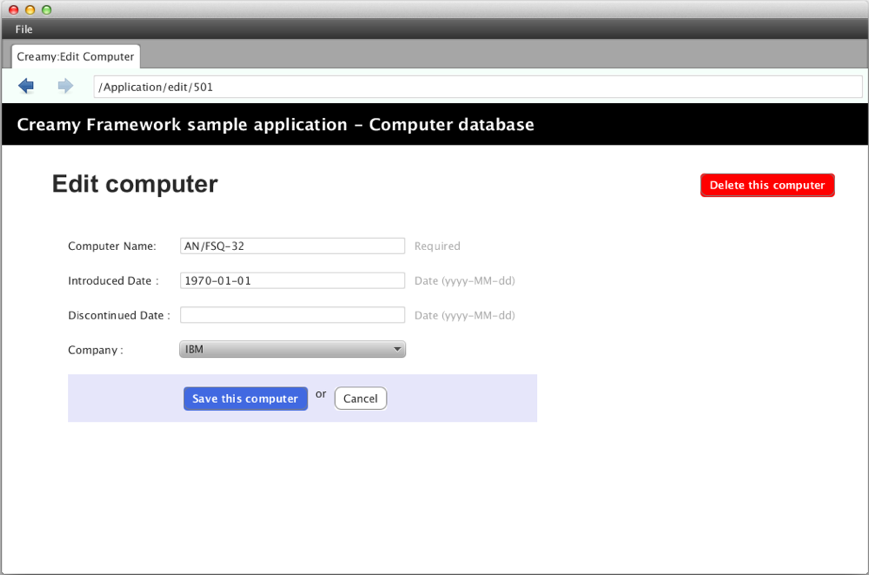 File
Creamy:Edit Computer
/Application/edit/501
Creamy Framework sample application – Computer database
Edit computer
Delete this computer
Computer Name: AN/FSQ-32 Required
Introduced Date : 1970-01-01 Date (yyyy-MM-dd)
Discontinued Date : Date (yyyy-MM-dd)
Company : IBM
Save this computer or Cancel